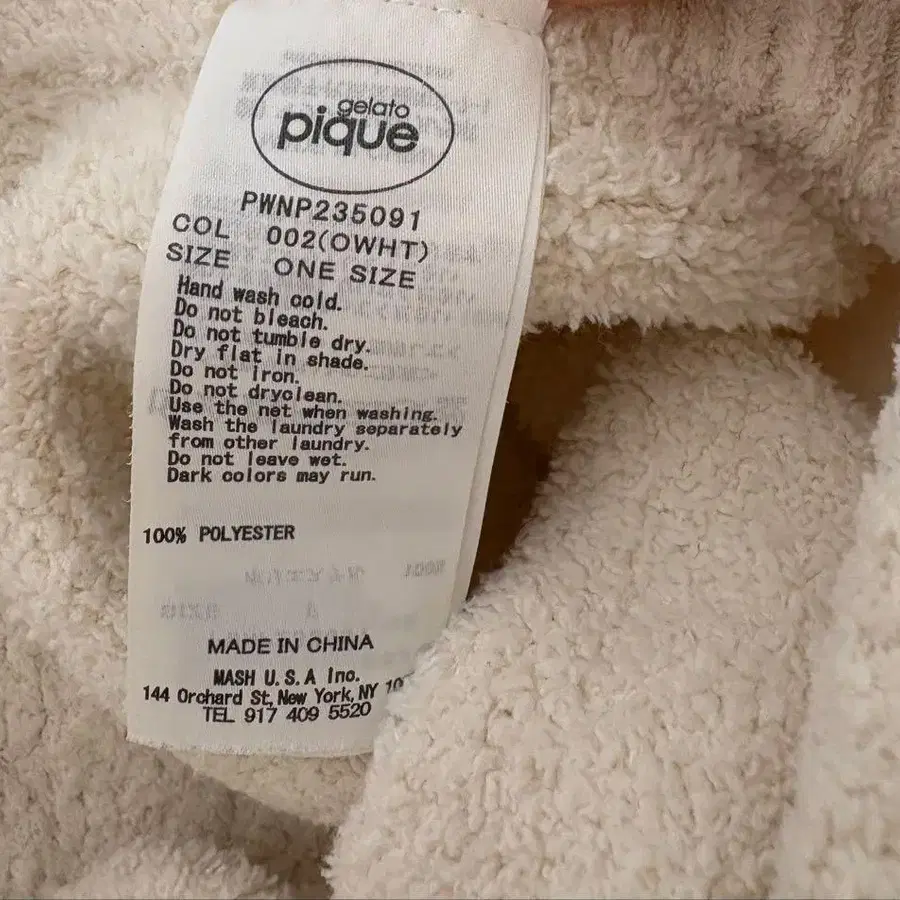 gelato
pique
PWNP235091
COL 002(OWHT)
SIZE ONE SIZE
Hand wash cold.
Do not bleach.
Do not tumble dry.
Dry flat in shade.
Do not iron.
Do not dryclean.
Use the net when washing.
Wash the laundry separately
from other laundry.
Do not leave wet.
Dark colors may run.
100% POLYESTER
MADE IN CHINA
MASH U.S.A Inc.
144 Orchard St, New York, NY
TEL 917 409 5520